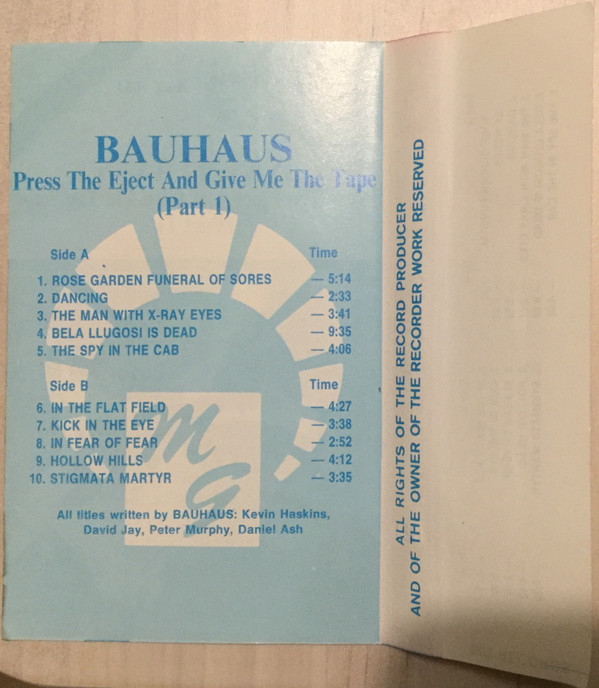 BAUHAUS
Press The Eject And Give Me The Tape
(Part 1)
Side A Time
1. ROSE GARDEN FUNERAL OF SORES — 5:14
2. DANCING — 2:33
3. THE MAN WITH X-RAY EYES — 3:41
4. BELA LLUGOSI IS DEAD — 9:35
5. THE SPY IN THE CAB — 4:06
Side B Time
6. IN THE FLAT FIELD — 4:27
7. KICK IN THE EYE — 3:38
8. IN FEAR OF FEAR — 2:52
9. HOLLOW HILLS — 4:12
10. STIGMATA MARTYR — 3:35
MG
All titles written by BAUHAUS: Kevin Haskins,
David Jay, Peter Murphy, Daniel Ash
ALL RIGHTS OF THE RECORD PRODUCER
AND OF THE OWNER OF THE RECORDER WORK RESERVED